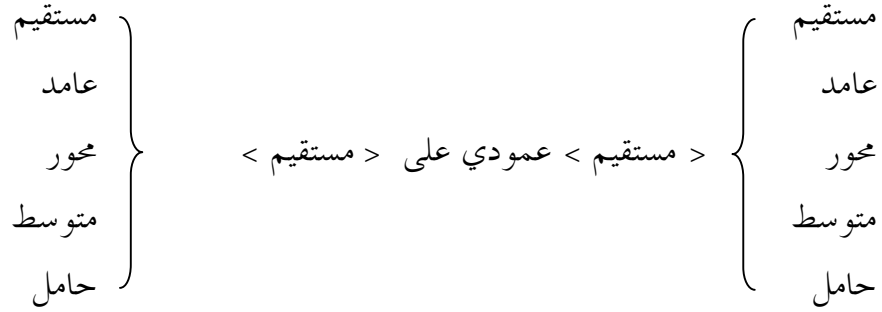 مستقيم مستقيم
عامد عامد
محور < مستقيم > عمودي على < مستقيم > محور
متوسط متوسط
حامل حامل